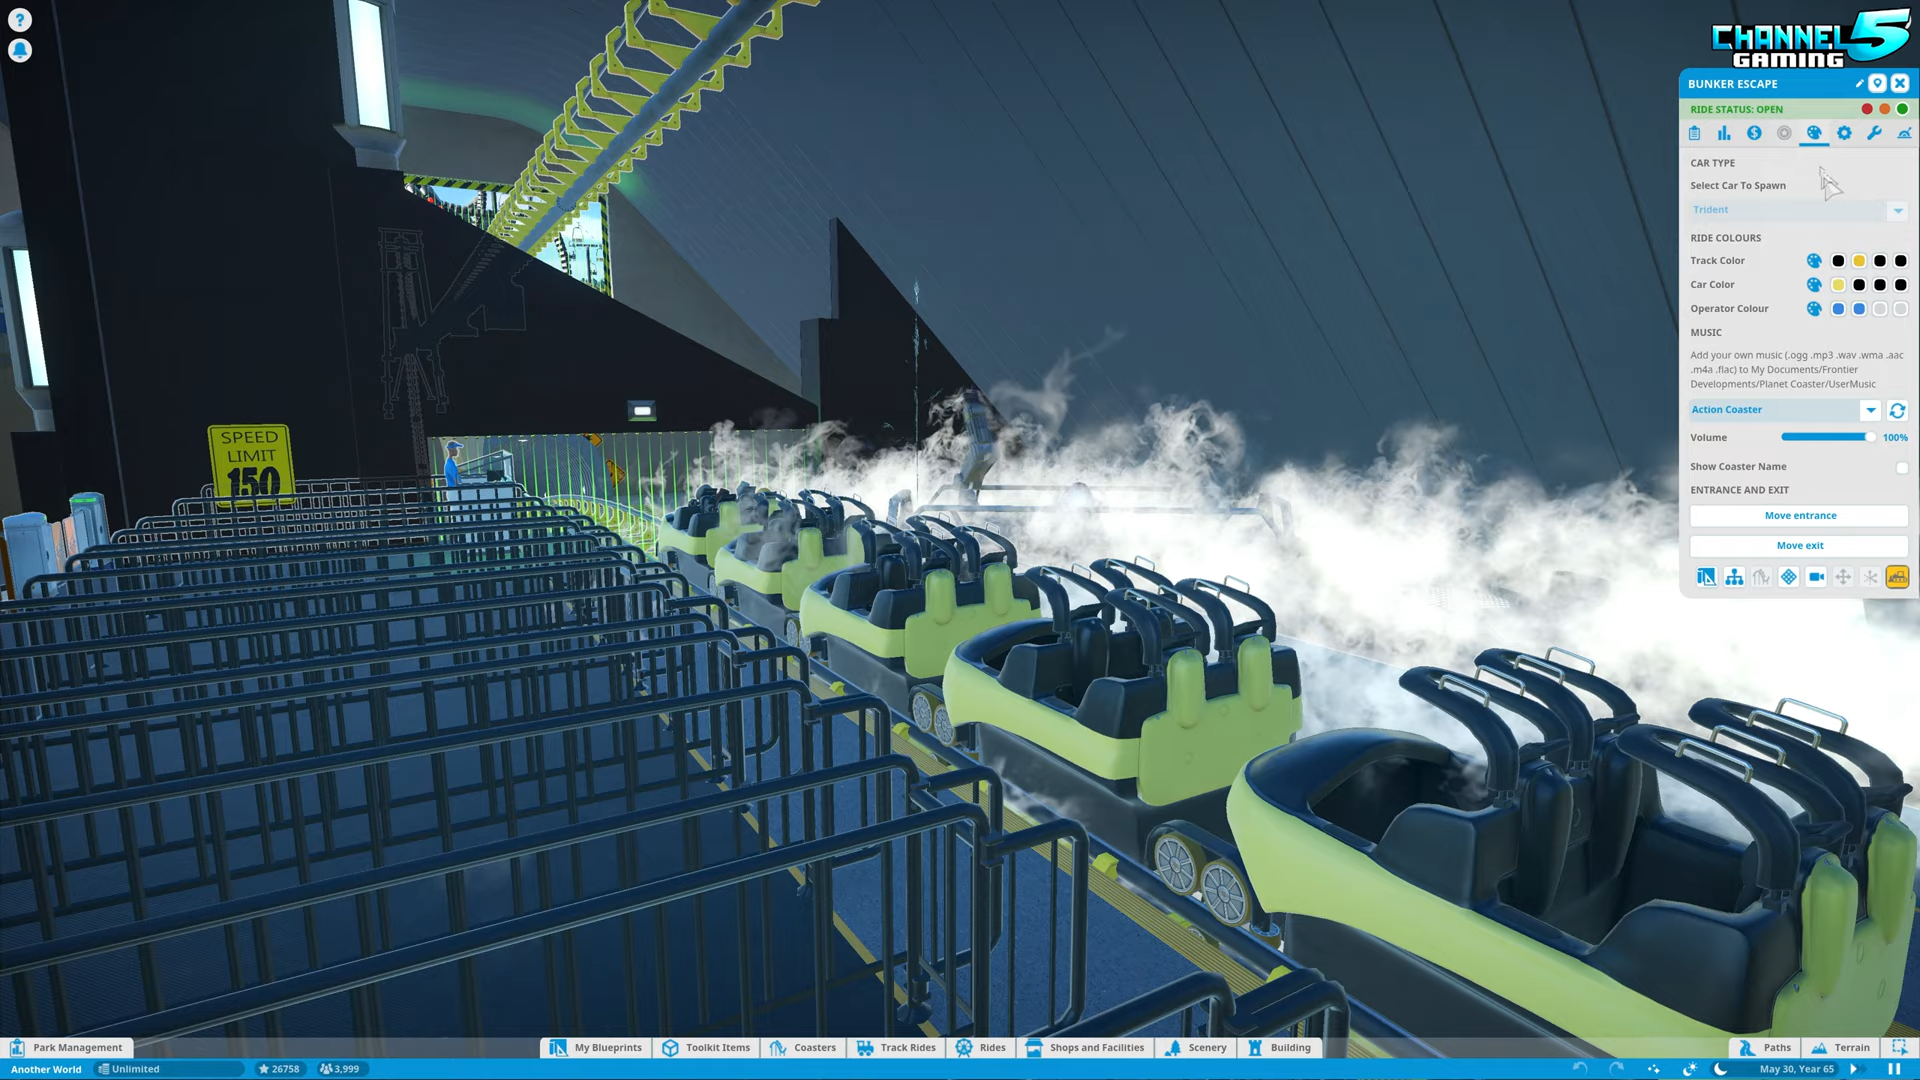 CHANNEL 5
GAMING
BUNKER ESCAPE
RIDE STATUS: OPEN
CAR TYPE
Select Car To Spawn
Trident
RIDE COLOURS
Track Color
Car Color
Operator Colour
MUSIC
Add your own music (.ogg .mp3 .wav .wma .aac
.m4a .flac) to My Documents/Frontier
Developments/Planet Coaster/UserMusic
Action Coaster
Volume 100%
Show Coaster Name
ENTRANCE AND EXIT
Move entrance
Move exit
SPEED
LIMIT
150
Park Management
My Blueprints
Toolkit Items
Coasters
Track Rides
Rides
Shops and Facilities
Scenery
Building
Paths
Terrain
Another World
Unlimited
26758
3,999
May 30, Year 65